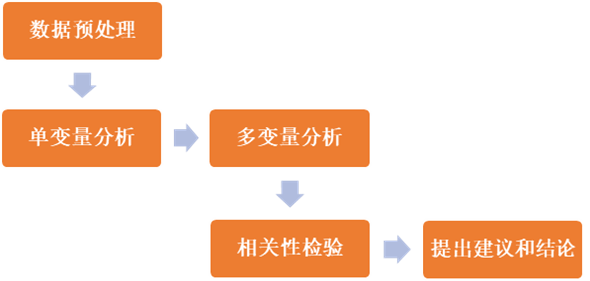 数据预处理
单变量分析
多变量分析
相关性检验
提出建议和结论